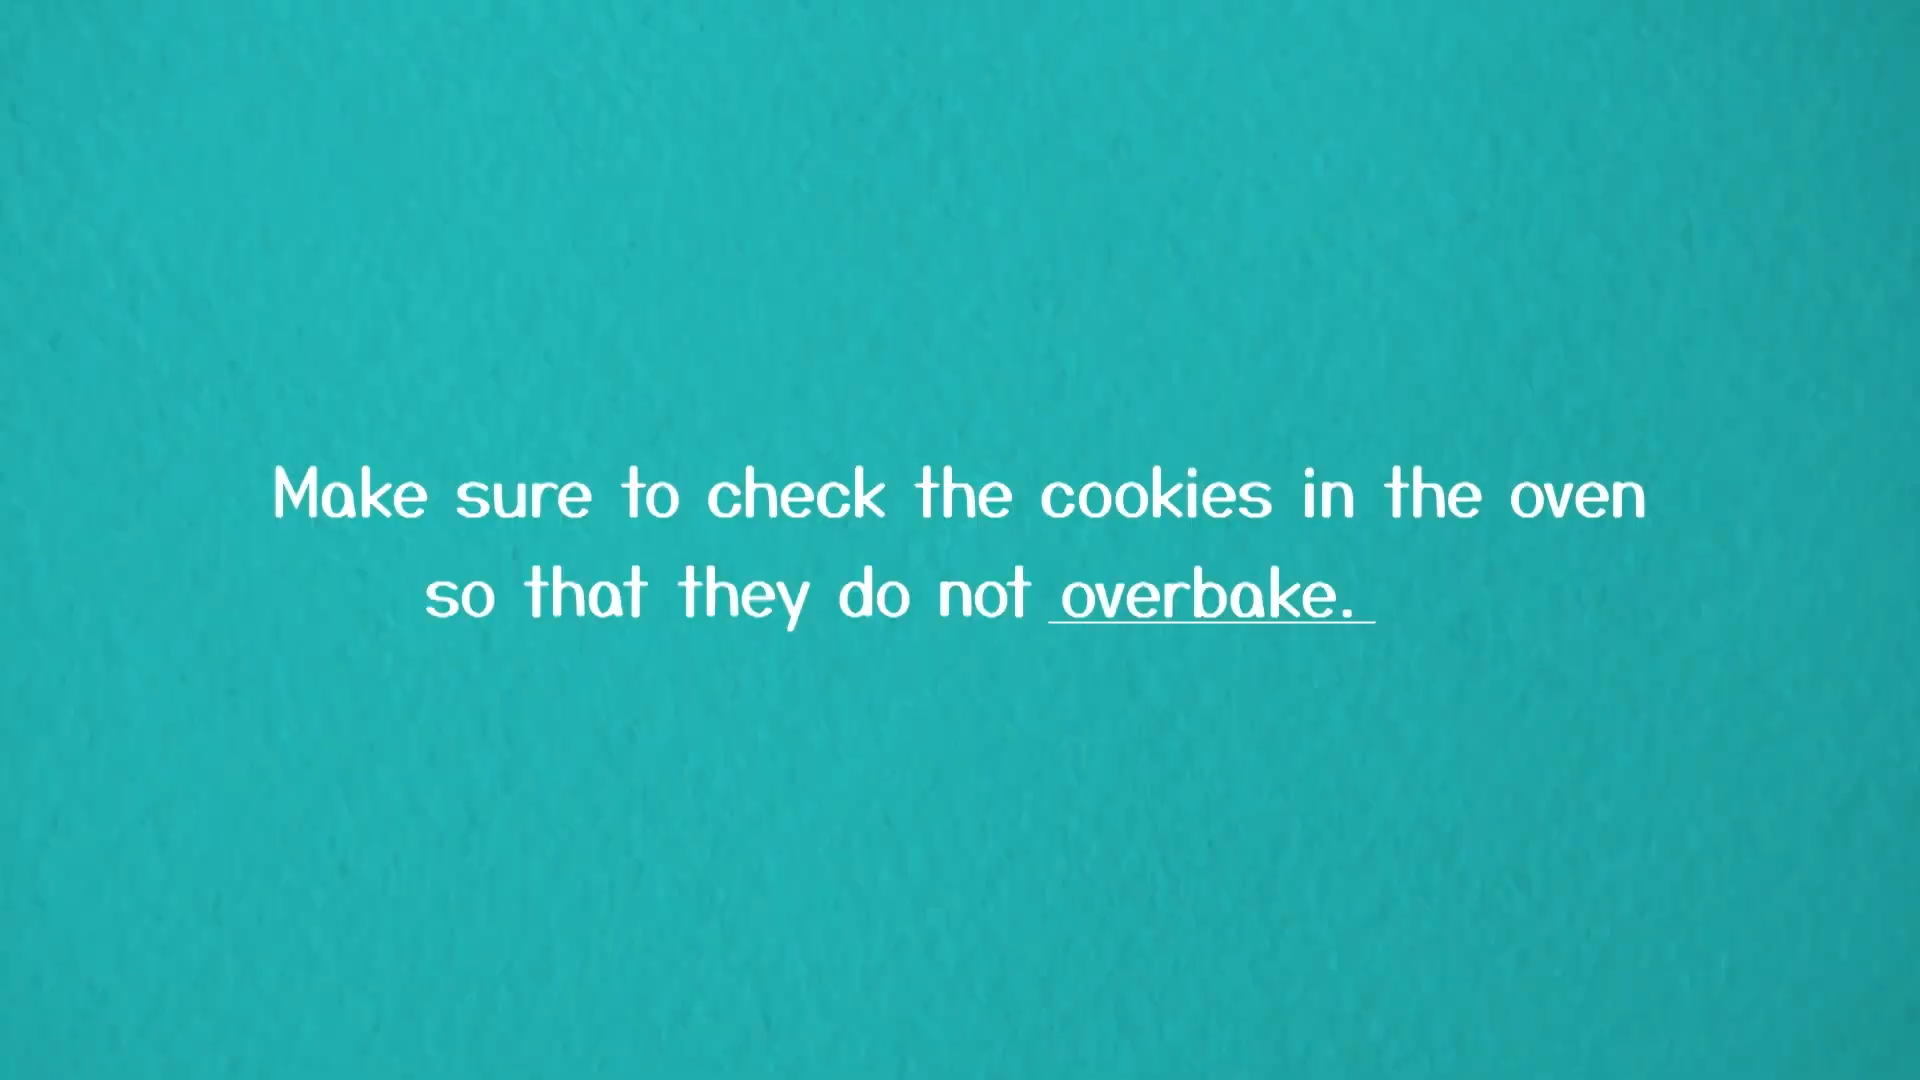 Make sure to check the cookies in the oven
so that they do not overbake.